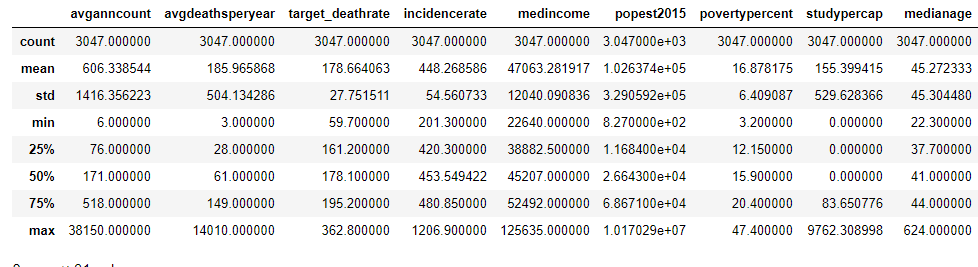 avganncount avgdeathsperyear target_deathrate incidencerate medincome popest2015 povertypercent studypercap medianage
count 3047.000000 3047.000000 3047.000000 3047.000000 3047.000000 3.047000e+03 3047.000000 3047.000000 3047.000000
mean 606.338544 185.965868 178.664063 448.268586 47063.281917 1.026374e+05 16.878175 155.399415 45.272333
std 1416.356223 504.134286 27.751511 54.560733 12040.090836 3.290592e+05 6.409087 529.628366 45.304480
min 6.000000 3.000000 59.700000 201.300000 22640.000000 8.270000e+02 3.200000 0.000000 22.300000
25% 76.000000 28.000000 161.200000 420.300000 38882.500000 1.168400e+04 12.150000 0.000000 37.700000
50% 171.000000 61.000000 178.100000 453.549422 45207.000000 2.664300e+04 15.900000 0.000000 41.000000
75% 518.000000 149.000000 195.200000 480.850000 52492.000000 6.867100e+04 20.400000 83.650776 44.000000
max 38150.000000 14010.000000 362.800000 1206.900000 125635.000000 1.017029e+07 47.400000 9762.308998 624.000000